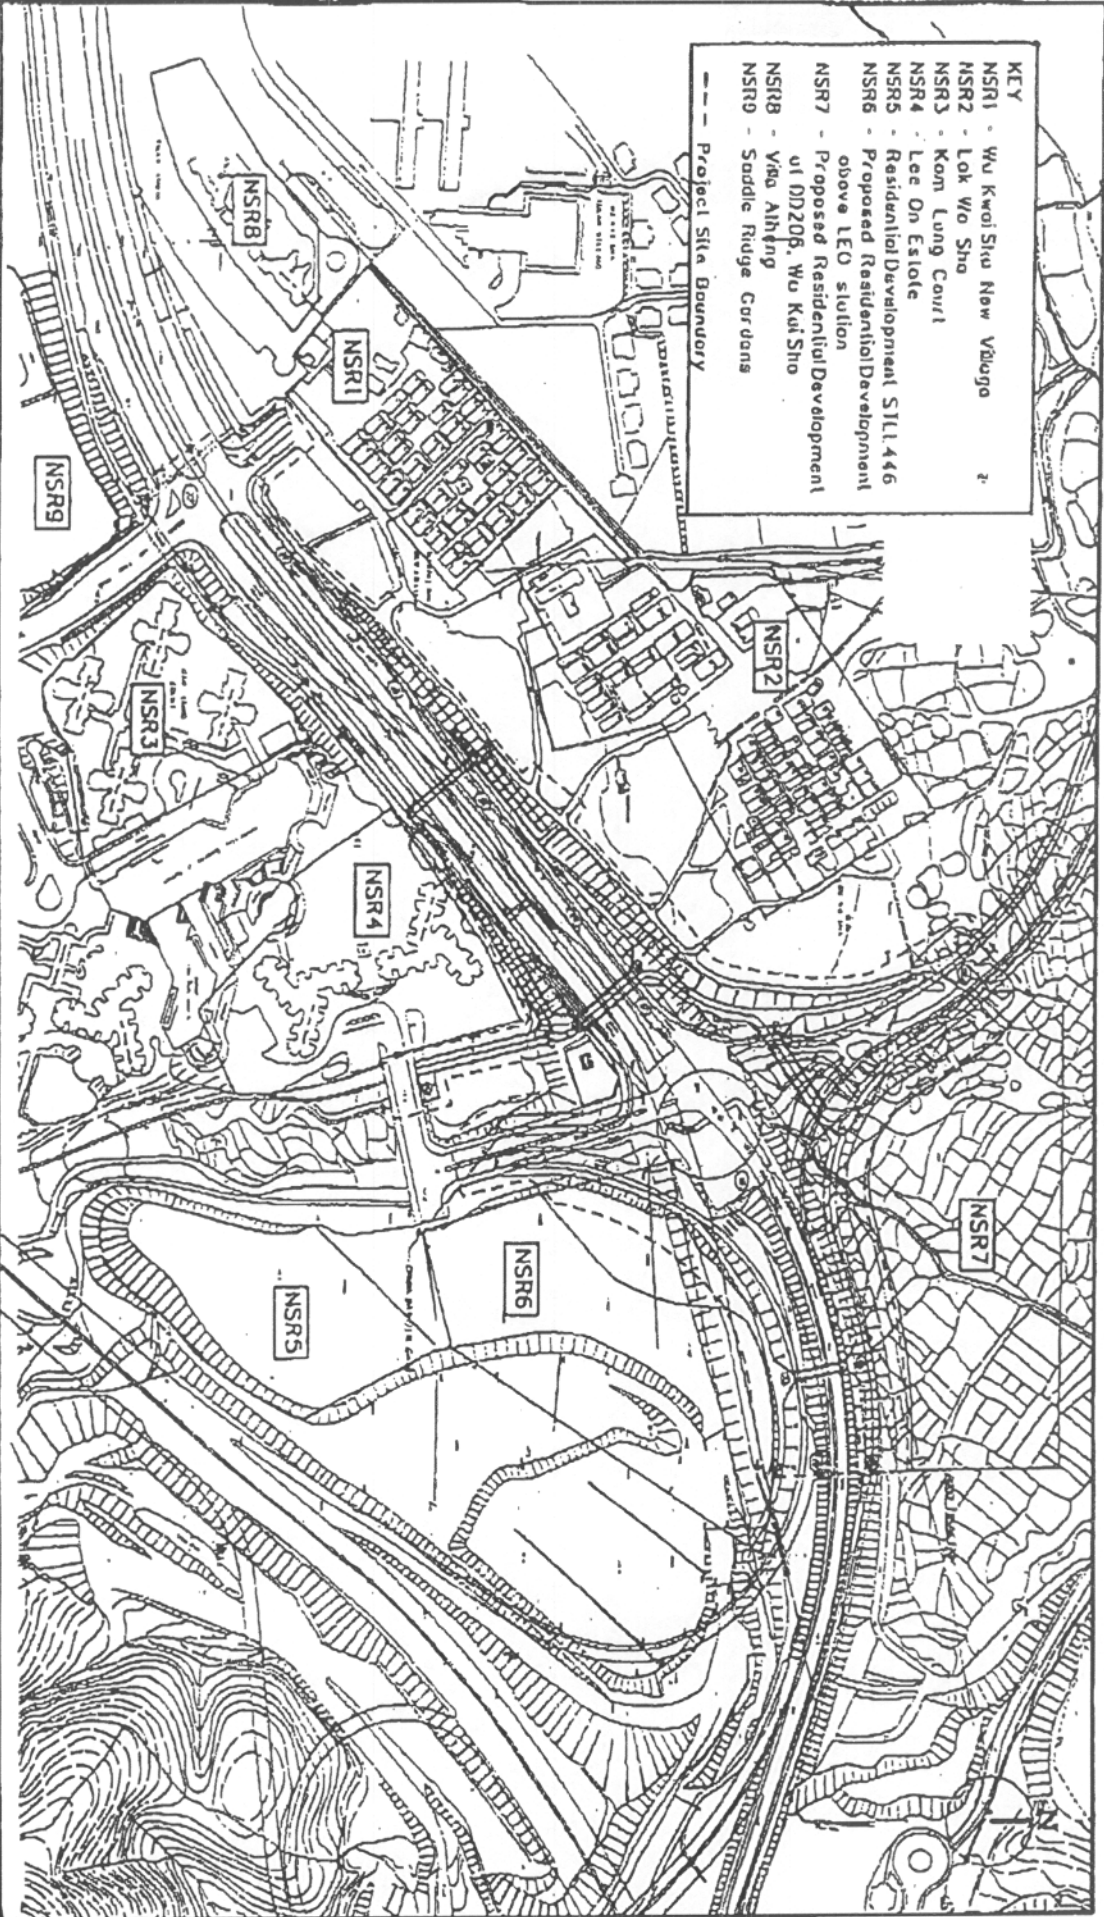 KEY
NSR1 - Wu Kwai Sha New Village
NSR2 - Lok Wo Sha
NSR3 - Kam Lung Court
NSR4 - Lee On Estate
NSR5 - Residential Development STLL 446
NSR6 - Proposed Residential Development
above LEO station
NSR7 - Proposed Residential Development
at DD206, Wu Kai Sha
NSR8 - Villa Athena
NSR9 - Saddle Ridge Gardens
--- Project Site Boundary
NSR8
NSR1
NSR9
NSR2
NSR3
NSR4
NSR7
NSR6
NSR5
N